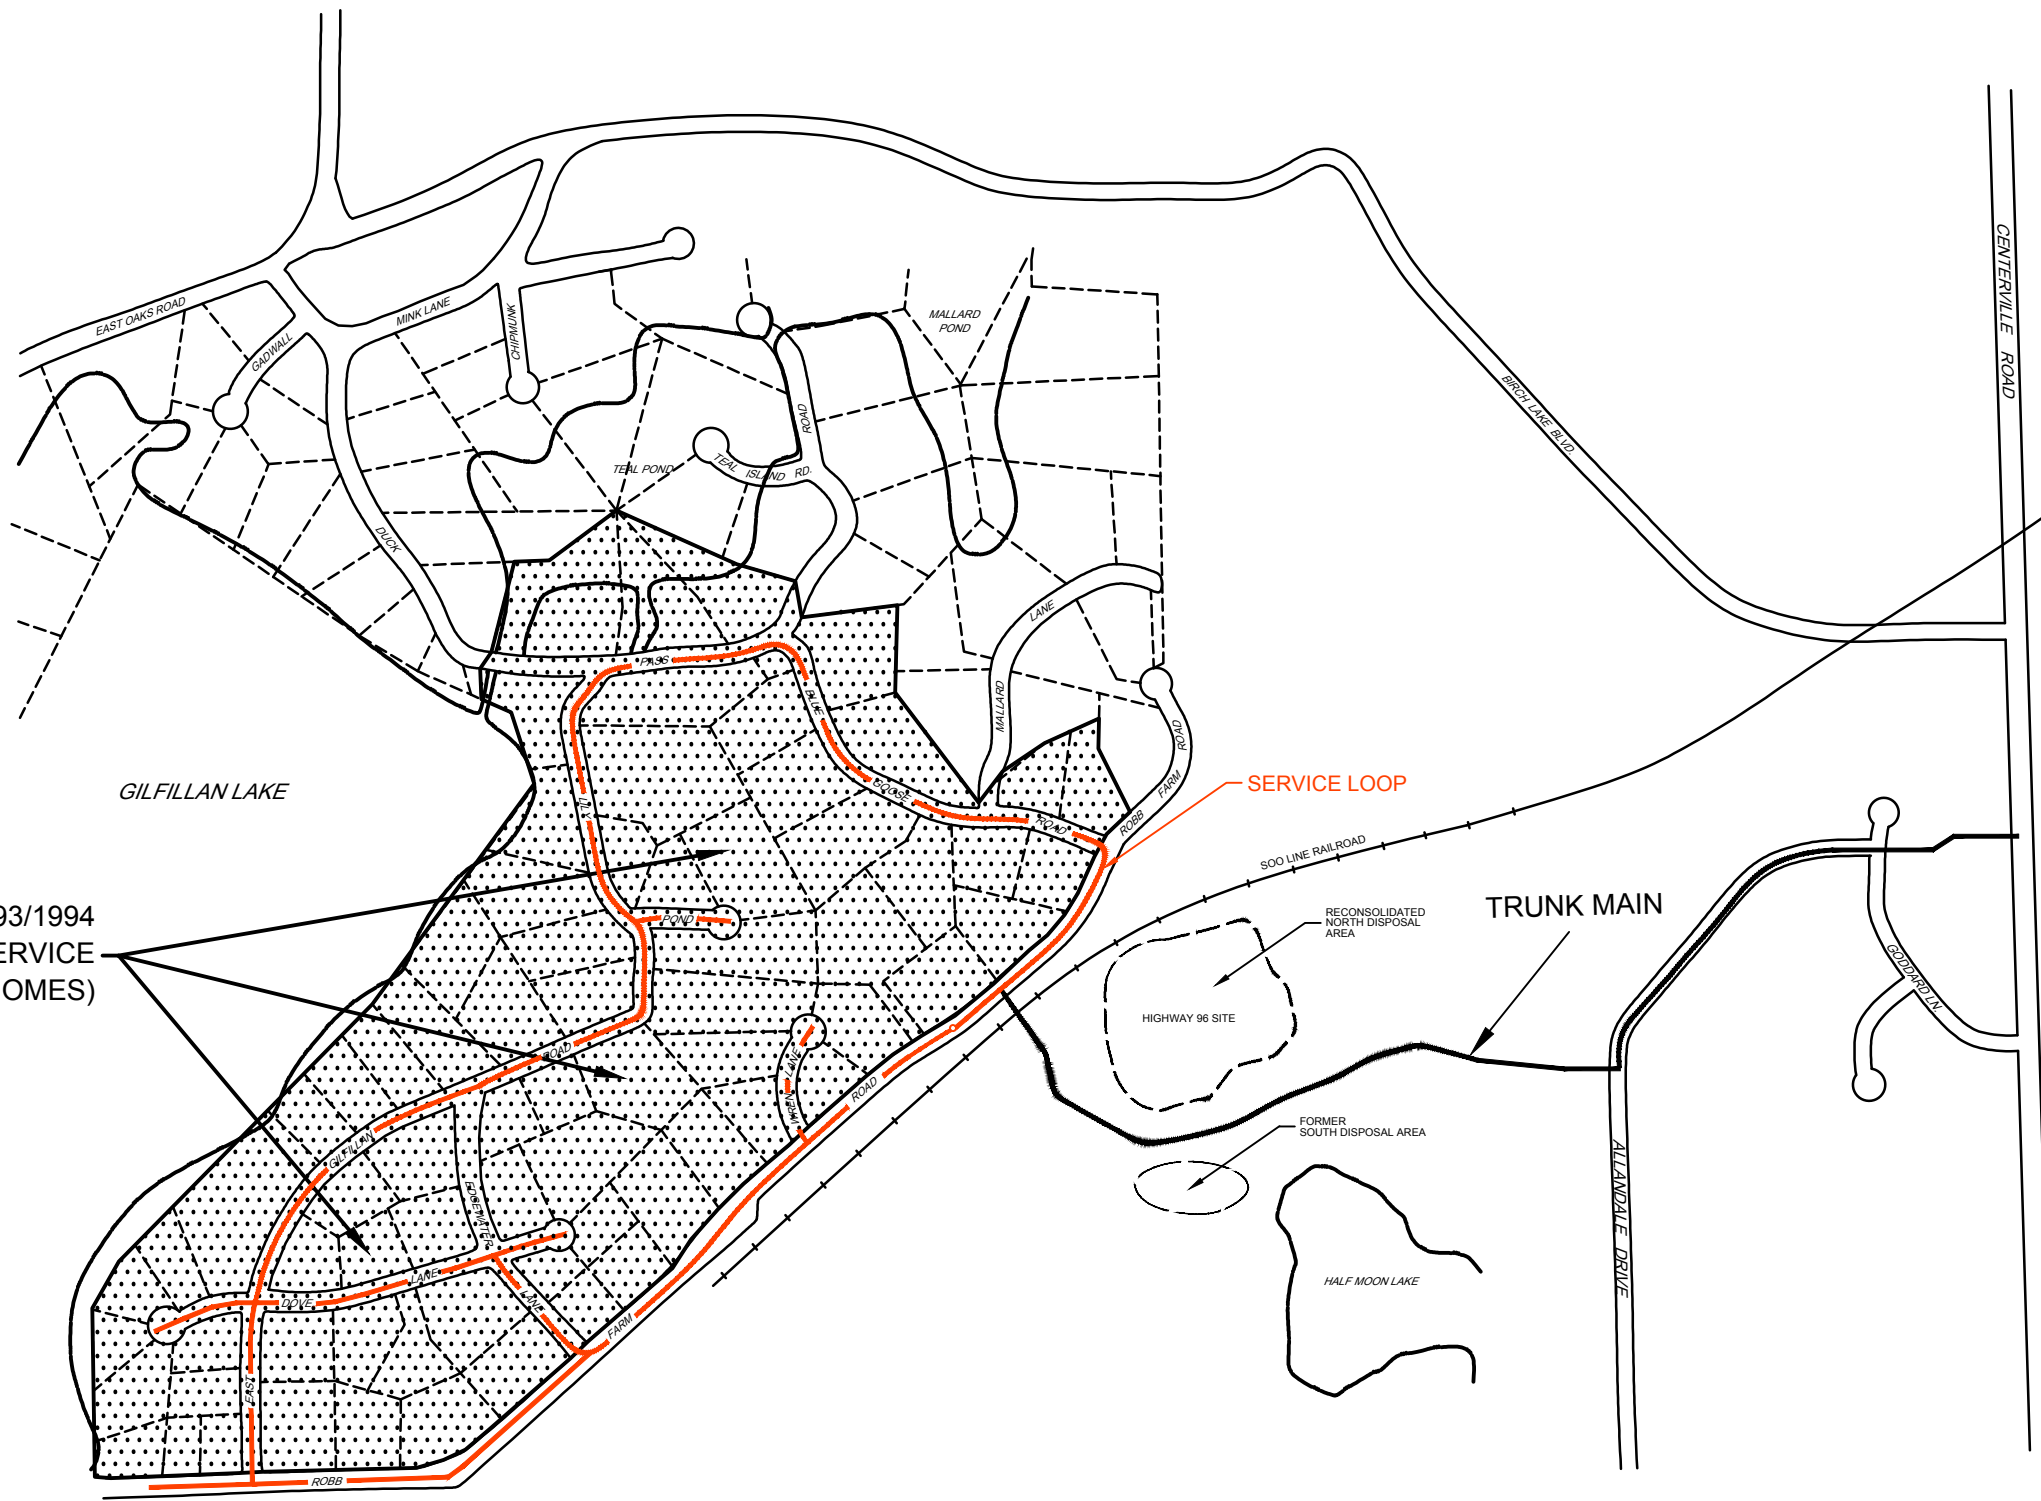 CENTERVILLE ROAD
EAST OAKS ROAD
MINK LANE
GADWALL
CHIPMUNK
MALLARD
POND
BIRCH LAKE BLVD.
ROAD
TEAL POND
TEAL ISLAND RD.
DUCK
LANE
PASS
BLUE
MALLARD
ROAD
GILFILLAN LAKE
LILY
GOOSE
ROAD
ROBB
FARM
SERVICE LOOP
SOO LINE RAILROAD
TRUNK MAIN
93/1994
ERVICE
OMES)
POND
RECONSOLIDATED
NORTH DISPOSAL
AREA
HIGHWAY 96 SITE
GODDARD LN.
ROAD
WREN LANE
ROAD
FORMER
SOUTH DISPOSAL AREA
GILFILLAN
EDGEWATER
ALLANDALE DRIVE
HALF MOON LAKE
LANE
DOVE
LANE
FARM
EAST
ROBB